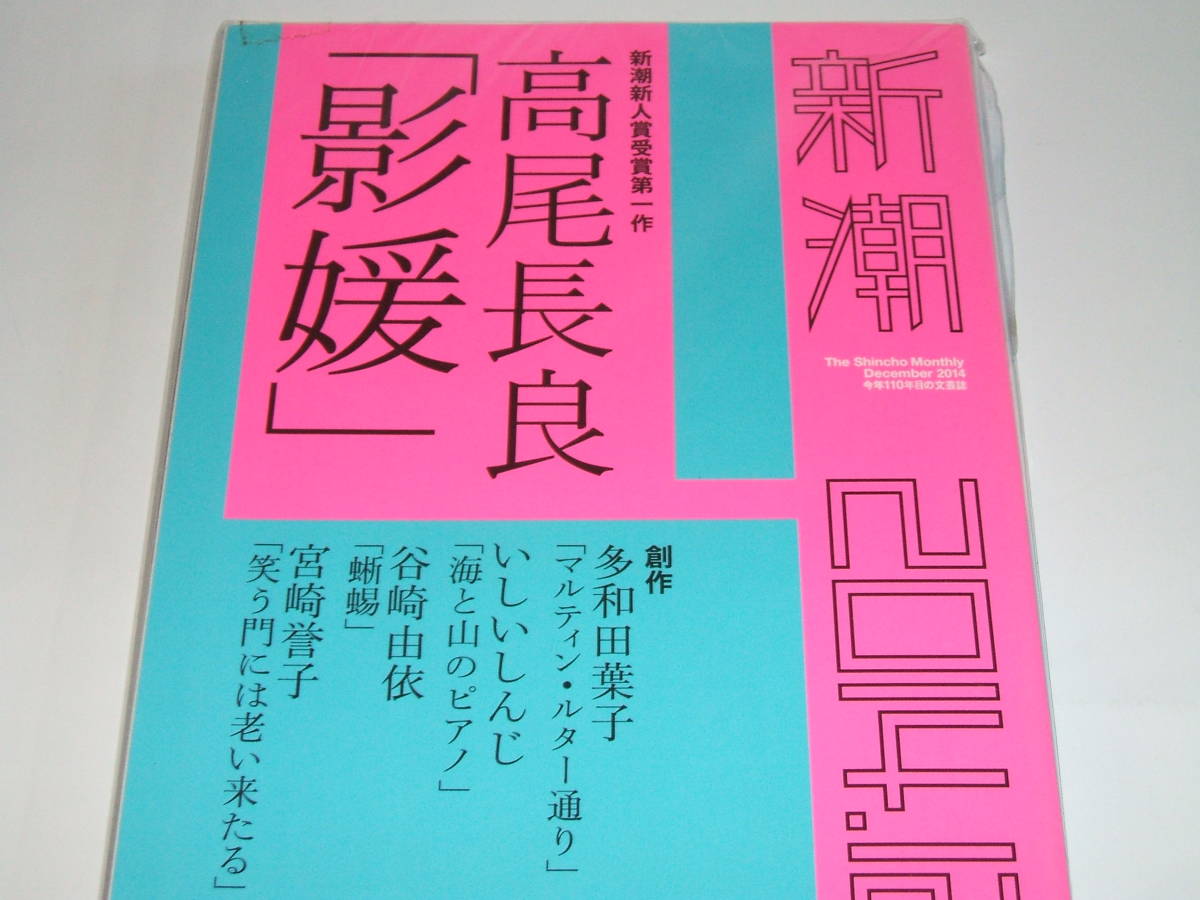 新潮
The Shincho Monthly
December 2014
今年110年目の文芸誌
2014.
新潮新人賞受賞第一作
高尾長良
「影媛」
創作
多和田葉子
「マルティン・ルター通り」
いしいしんじ
「海と山のピアノ」
谷崎由依
「蜥蜴」
宮崎誉子
「笑う門には老い来たる」